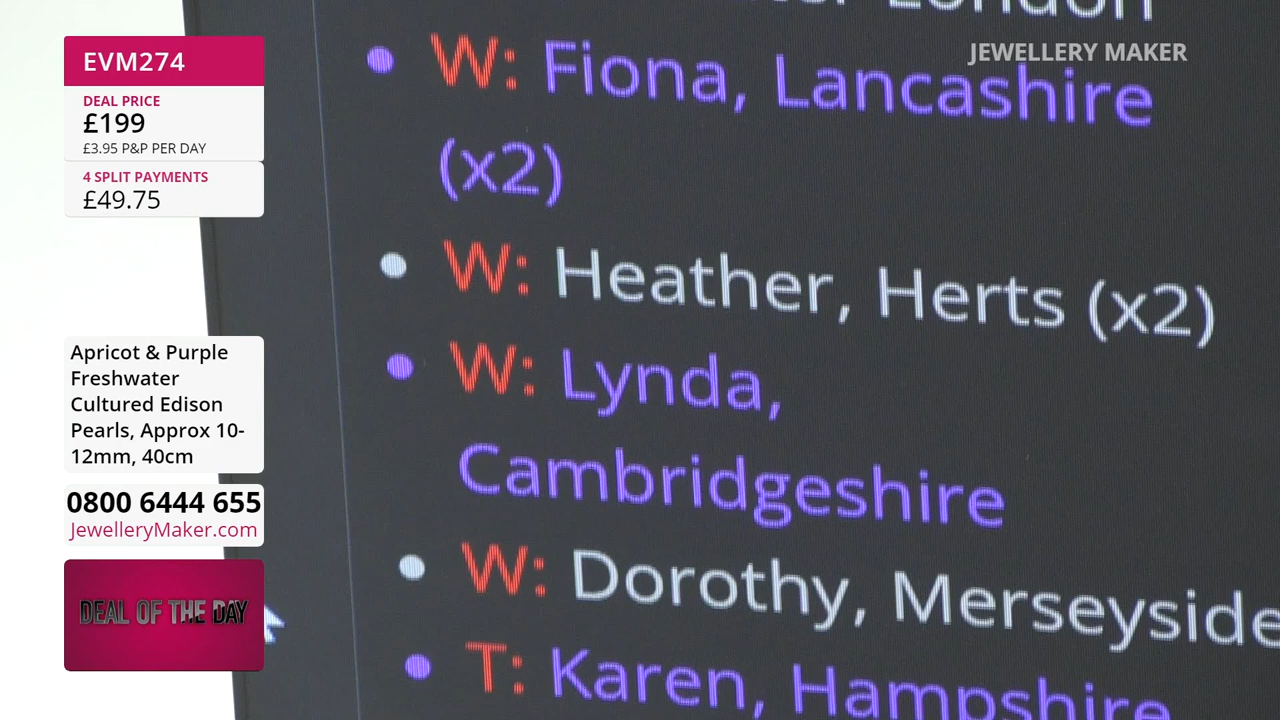 EVM274
DEAL PRICE
£199
£3.95 P&P PER DAY
4 SPLIT PAYMENTS
£49.75
Apricot & Purple
Freshwater
Cultured Edison
Pearls, Approx 10-
12mm, 40cm
0800 6444 655
JewelleryMaker.com
DEAL OF THE DAY
JEWELLERY MAKER
London
W: Fiona, Lancashire
(x2)
W: Heather, Herts (x2)
W: Lynda,
Cambridgeshire
W: Dorothy, Merseyside
T: Karen, Hampshire